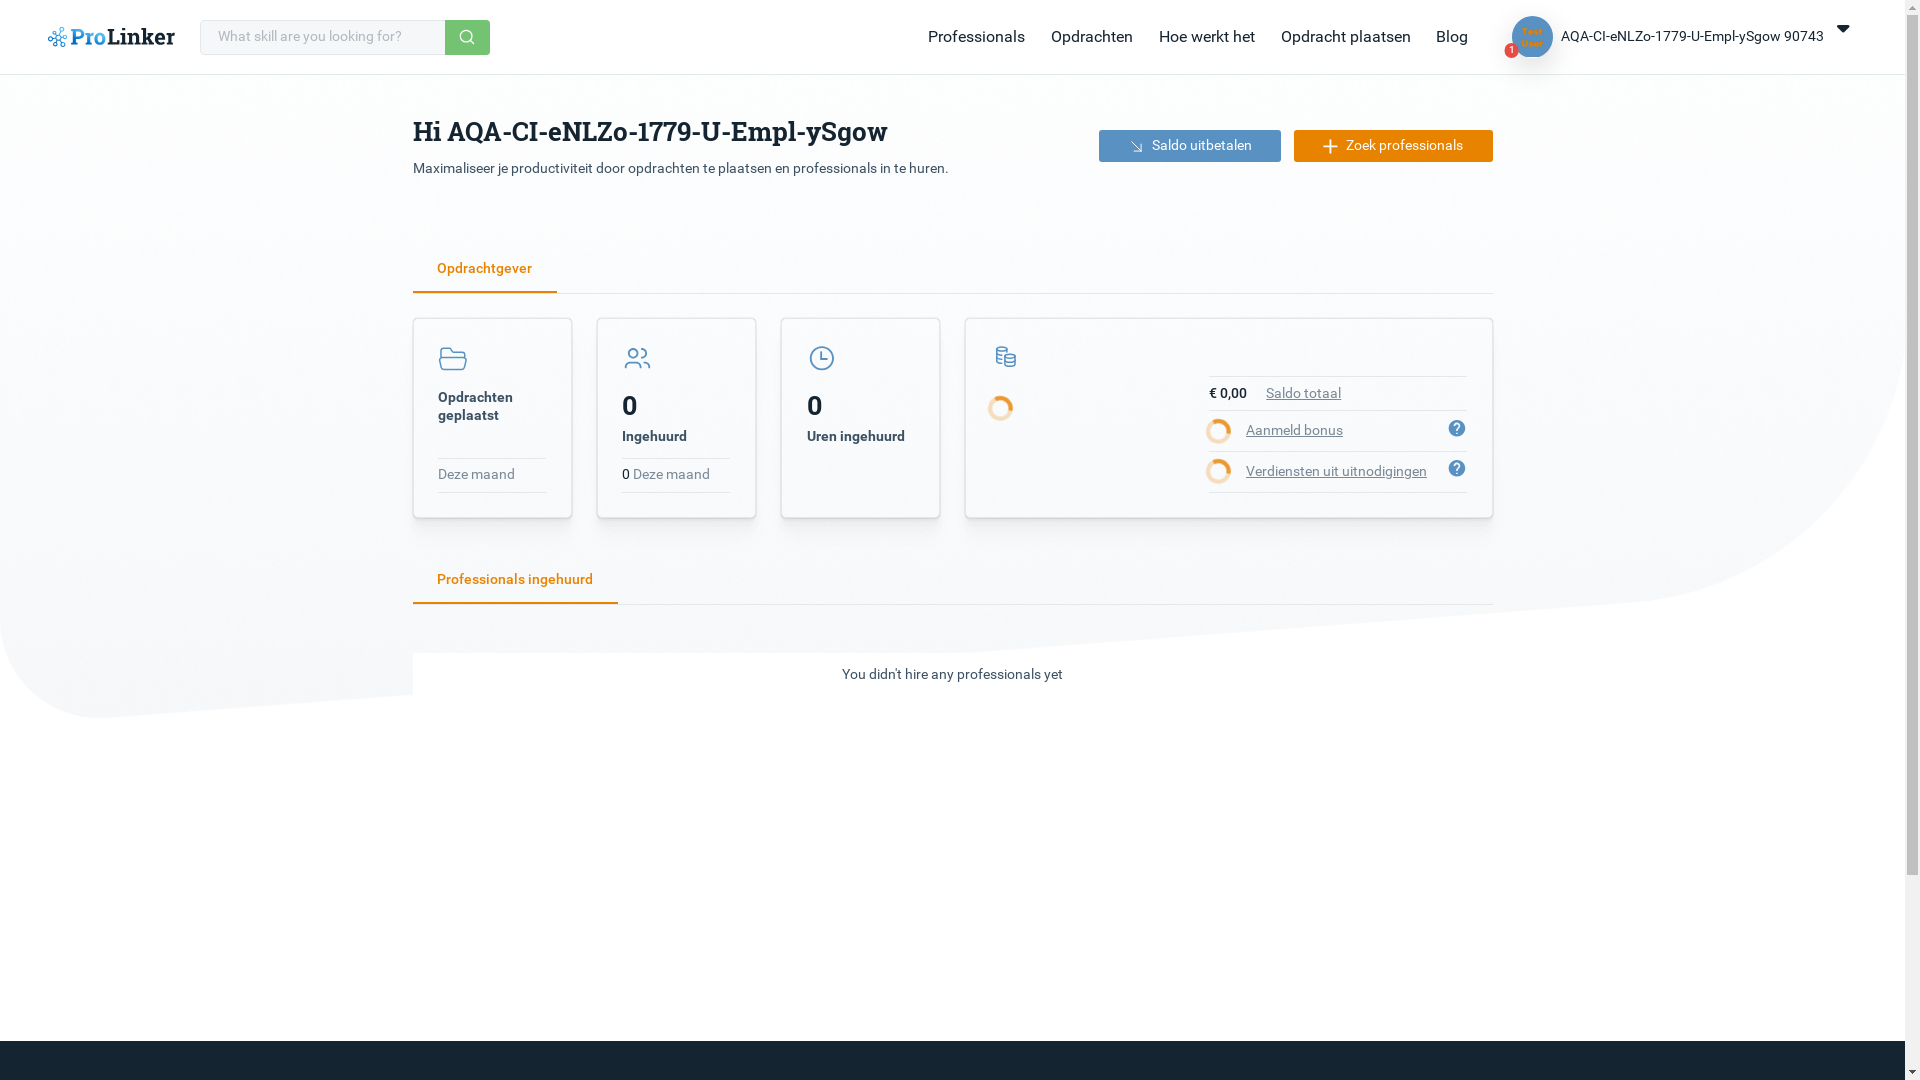 ProLinker
What skill are you looking for?
Professionals
Opdrachten
Hoe werkt het
Opdracht plaatsen
Blog
Test
User
1
AQA-CI-eNLZo-1779-U-Empl-ySgow 90743
Hi AQA-CI-eNLZo-1779-U-Empl-ySgow
Maximaliseer je productiviteit door opdrachten te plaatsen en professionals in te huren.
Saldo uitbetalen
Zoek professionals
Opdrachtgever
Opdrachten
geplaatst
Deze maand
0
Ingehuurd
0 Deze maand
0
Uren ingehuurd
€ 0,00 Saldo totaal
Aanmeld bonus
Verdiensten uit uitnodigingen
Professionals ingehuurd
You didn't hire any professionals yet